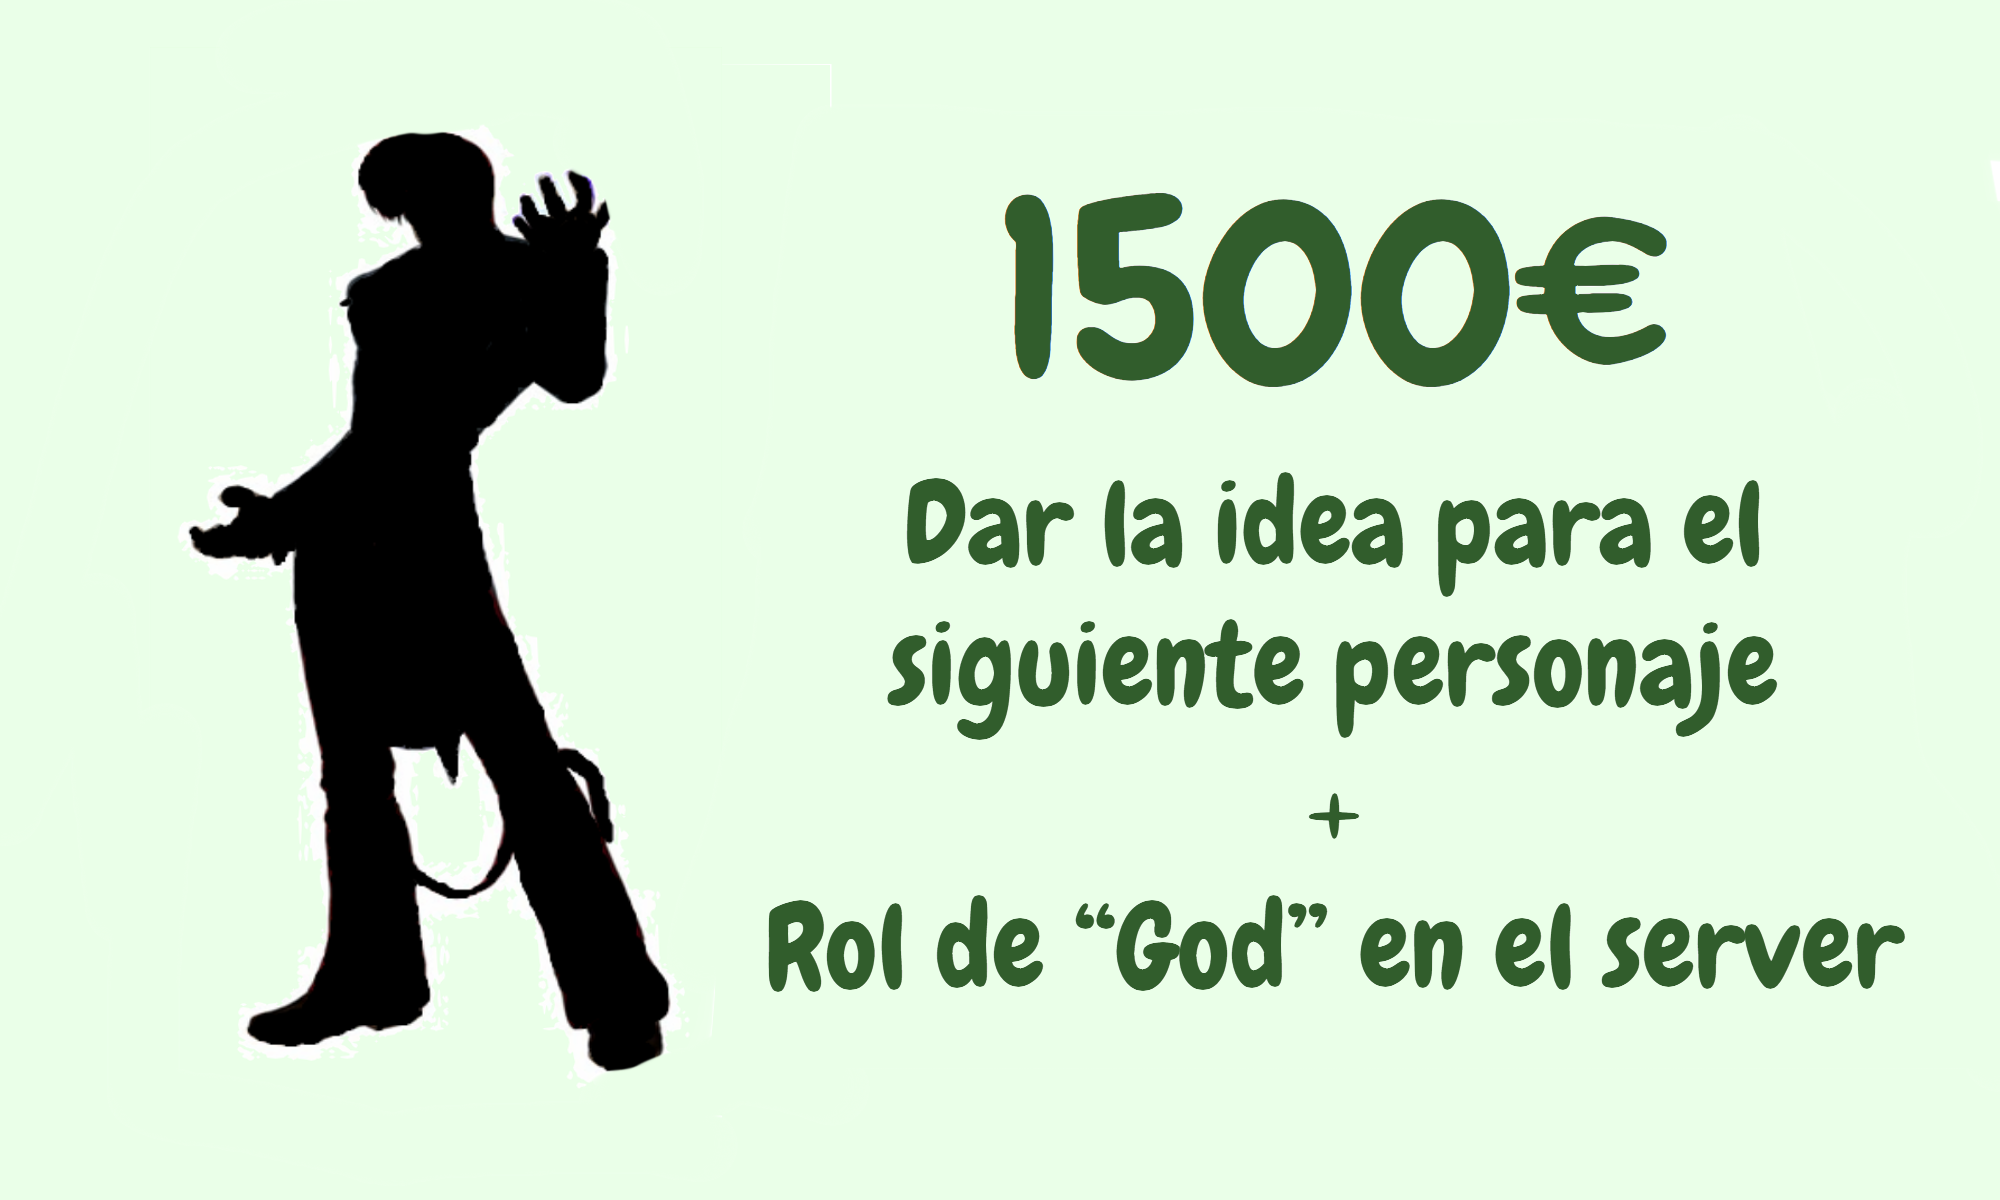 1500€
Dar la idea para el
siguiente personaje
+
Rol de “God” en el server